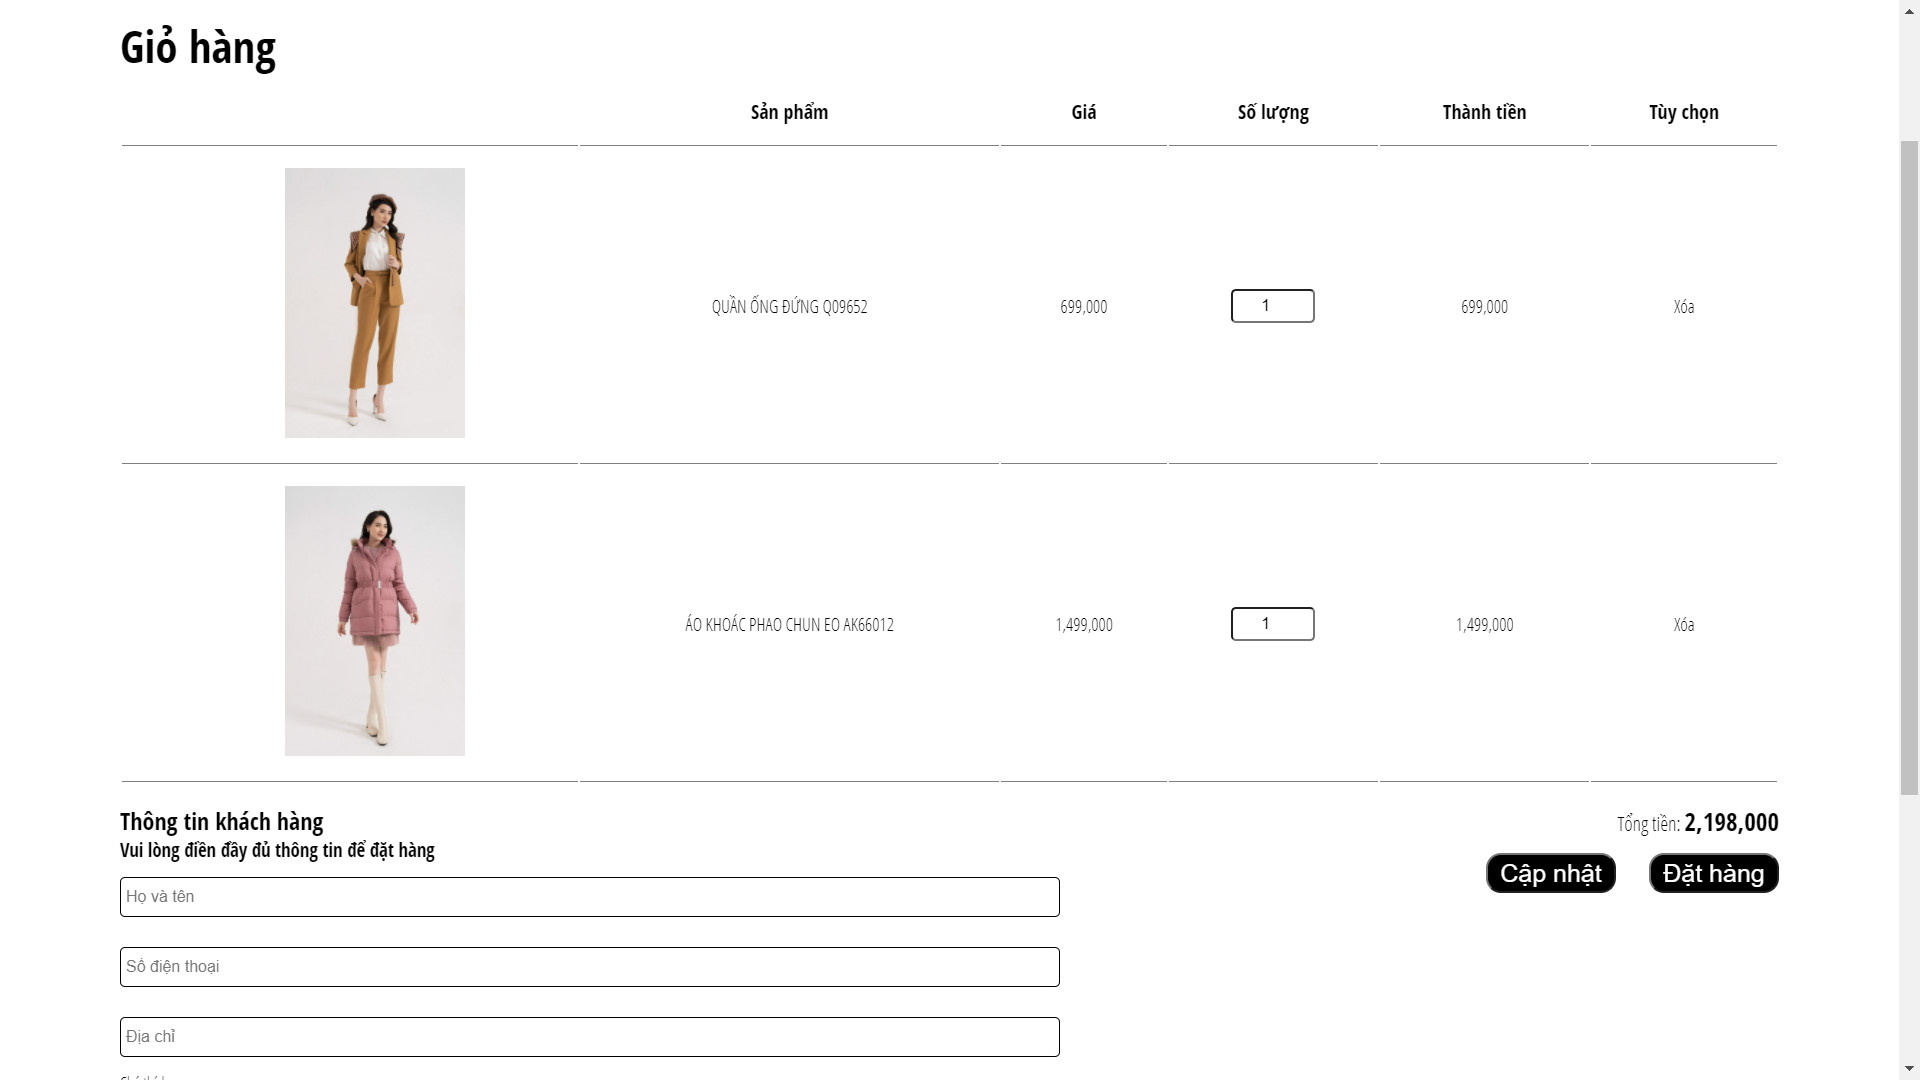 Giỏ hàng
Sản phẩm Giá Số lượng Thành tiền Tùy chọn
QUẦN ỐNG ĐỨNG Q09652 699,000 1 699,000 Xóa
ÁO KHOÁC PHAO CHUN EO AK66012 1,499,000 1 1,499,000 Xóa
Thông tin khách hàng
Vui lòng điền đầy đủ thông tin để đặt hàng
Họ và tên
Số điện thoại
Địa chỉ
Tổng tiền: 2,198,000
Cập nhật Đặt hàng